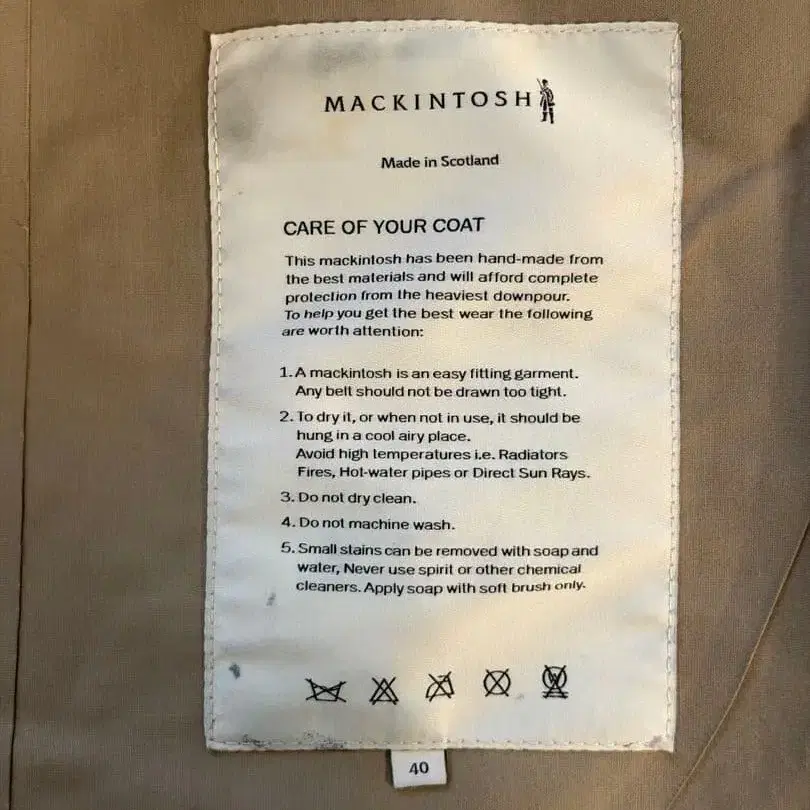 MACKINTOSH
Made in Scotland
CARE OF YOUR COAT
This mackintosh has been hand-made from
the best materials and will afford complete
protection from the heaviest downpour.
To help you get the best wear the following
are worth attention:
1. A mackintosh is an easy fitting garment.
Any belt should not be drawn too tight.
2. To dry it, or when not in use, it should be
hung in a cool airy place.
Avoid high temperatures i.e. Radiators
Fires, Hot-water pipes or Direct Sun Rays.
3. Do not dry clean.
4. Do not machine wash.
5. Small stains can be removed with soap and
water, Never use spirit or other chemical
cleaners. Apply soap with soft brush only.
W
40